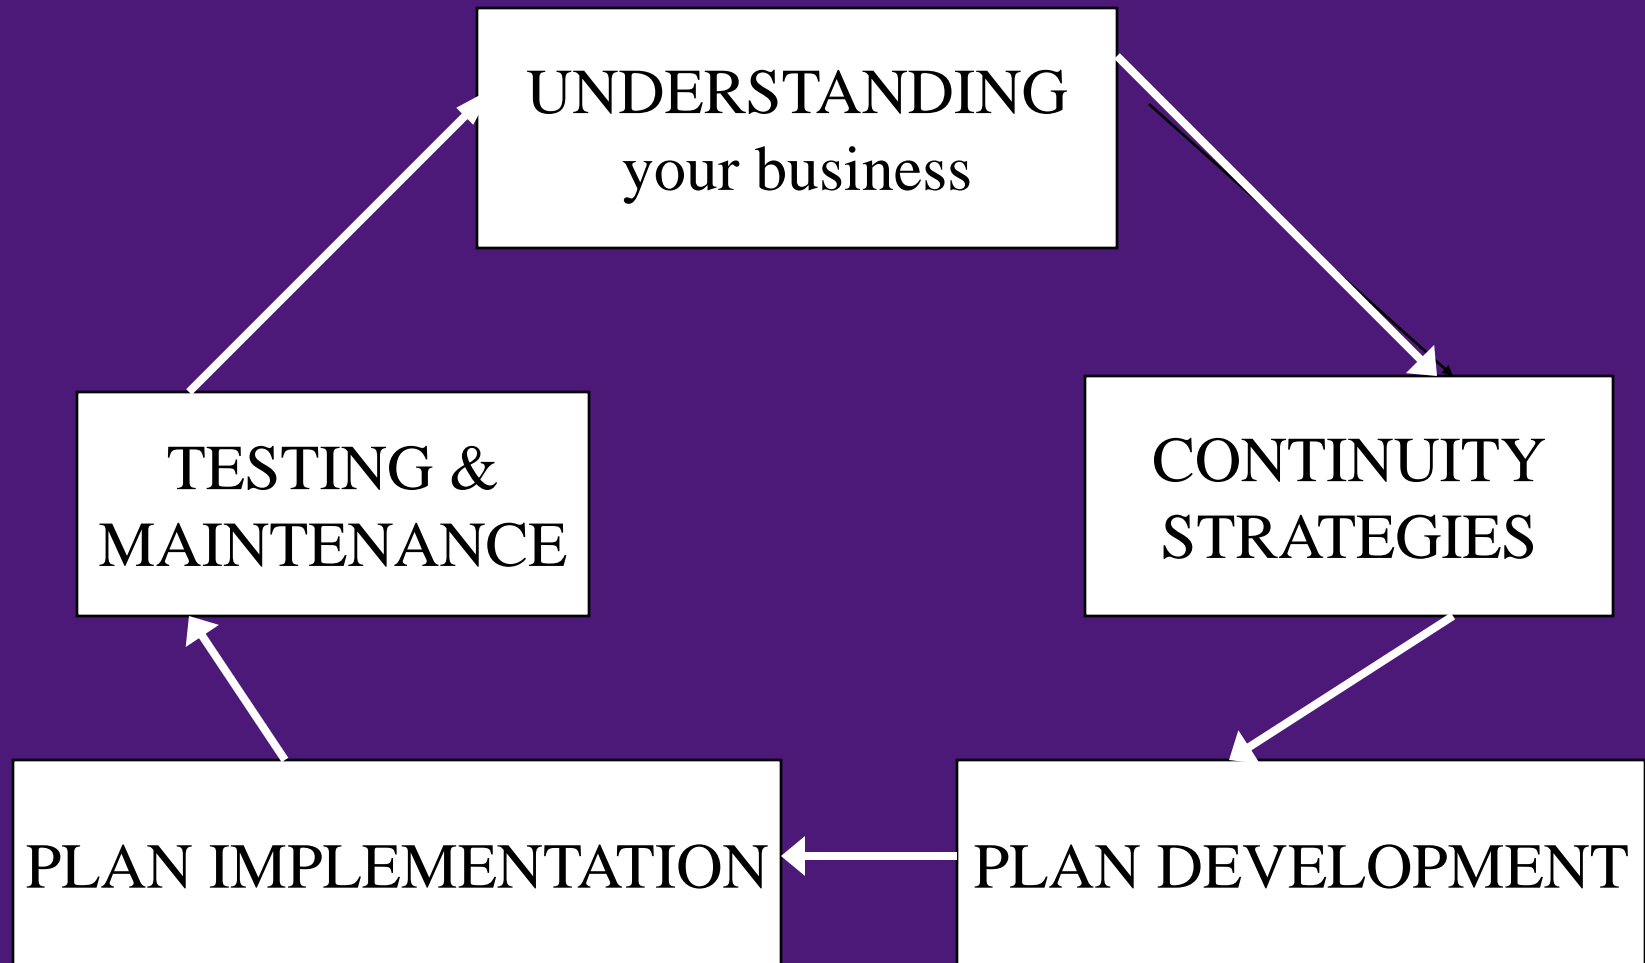 UNDERSTANDING
your business
CONTINUITY
STRATEGIES
PLAN DEVELOPMENT
PLAN IMPLEMENTATION
TESTING &
MAINTENANCE